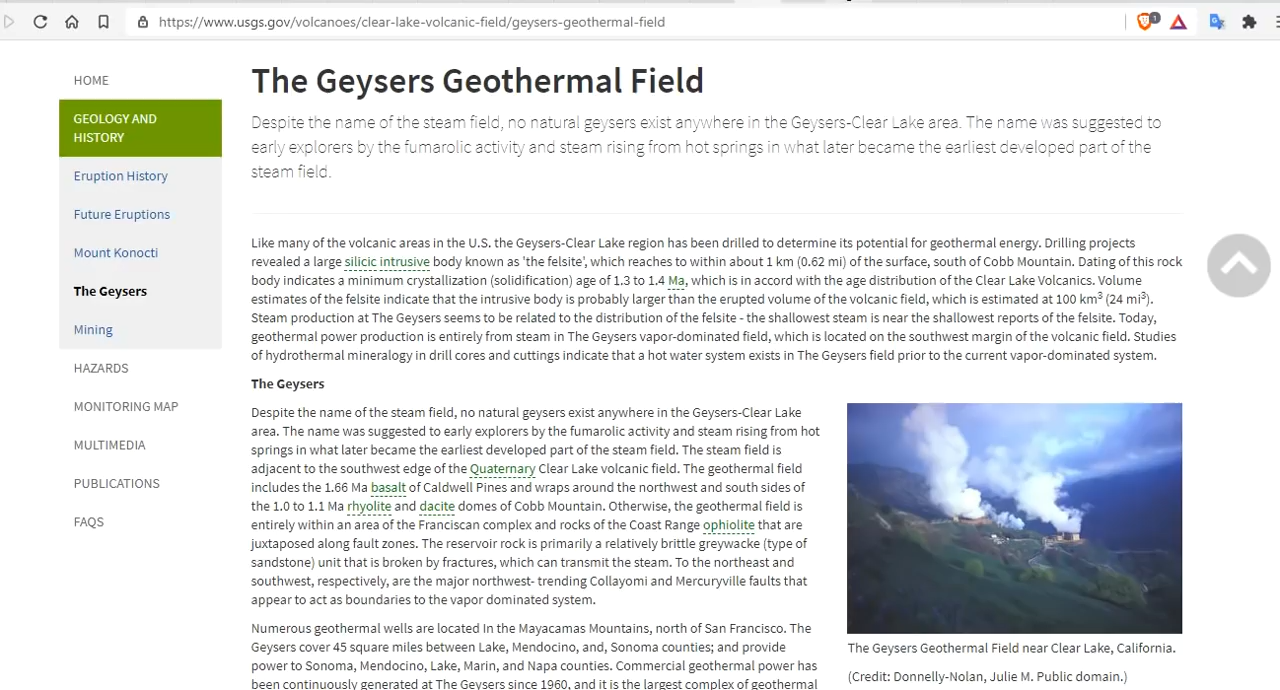 https://www.usgs.gov/volcanoes/clear-lake-volcanic-field/geysers-geothermal-field
1
HOME
GEOLOGY AND
HISTORY
Eruption History
Future Eruptions
Mount Konocti
The Geysers
Mining
HAZARDS
MONITORING MAP
MULTIMEDIA
PUBLICATIONS
FAQS
The Geysers Geothermal Field
Despite the name of the steam field, no natural geysers exist anywhere in the Geysers-Clear Lake area. The name was suggested to
early explorers by the fumarolic activity and steam rising from hot springs in what later became the earliest developed part of the
steam field.
Like many of the volcanic areas in the U.S. the Geysers-Clear Lake region has been drilled to determine its potential for geothermal energy. Drilling projects
revealed a large silicic intrusive body known as 'the felsite', which reaches to within about 1 km (0.62 mi) of the surface, south of Cobb Mountain. Dating of this rock
body indicates a minimum crystallization (solidification) age of 1.3 to 1.4 Ma, which is in accord with the age distribution of the Clear Lake Volcanics. Volume
estimates of the felsite indicate that the intrusive body is probably larger than the erupted volume of the volcanic field, which is estimated at 100 km³ (24 mi³).
Steam production at The Geysers seems to be related to the distribution of the felsite - the shallowest steam is near the shallowest reports of the felsite. Today,
geothermal power production is entirely from steam in The Geysers vapor-dominated field, which is located on the southwest margin of the volcanic field. Studies
of hydrothermal mineralogy in drill cores and cuttings indicate that a hot water system exists in The Geysers field prior to the current vapor-dominated system.
The Geysers
Despite the name of the steam field, no natural geysers exist anywhere in the Geysers-Clear Lake
area. The name was suggested to early explorers by the fumarolic activity and steam rising from hot
springs in what later became the earliest developed part of the steam field. The steam field is
adjacent to the southwest edge of the Quaternary Clear Lake volcanic field. The geothermal field
includes the 1.66 Ma basalt of Caldwell Pines and wraps around the northwest and south sides of
the 1.0 to 1.1 Ma rhyolite and dacite domes of Cobb Mountain. Otherwise, the geothermal field is
entirely within an area of the Franciscan complex and rocks of the Coast Range ophiolite that are
juxtaposed along fault zones. The reservoir rock is primarily a relatively brittle greywacke (type of
sandstone) unit that is broken by fractures, which can transmit the steam. To the northeast and
southwest, respectively, are the major northwest- trending Collayomi and Mercuryville faults that
appear to act as boundaries to the vapor dominated system.
Numerous geothermal wells are located In the Mayacamas Mountains, north of San Francisco. The
Geysers cover 45 square miles between Lake, Mendocino, and, Sonoma counties; and provide
power to Sonoma, Mendocino, Lake, Marin, and Napa counties. Commercial geothermal power has
been continuously generated at The Geysers since 1960, and it is the largest complex of geothermal
The Geysers Geothermal Field near Clear Lake, California.
(Credit: Donnelly-Nolan, Julie M. Public domain.)